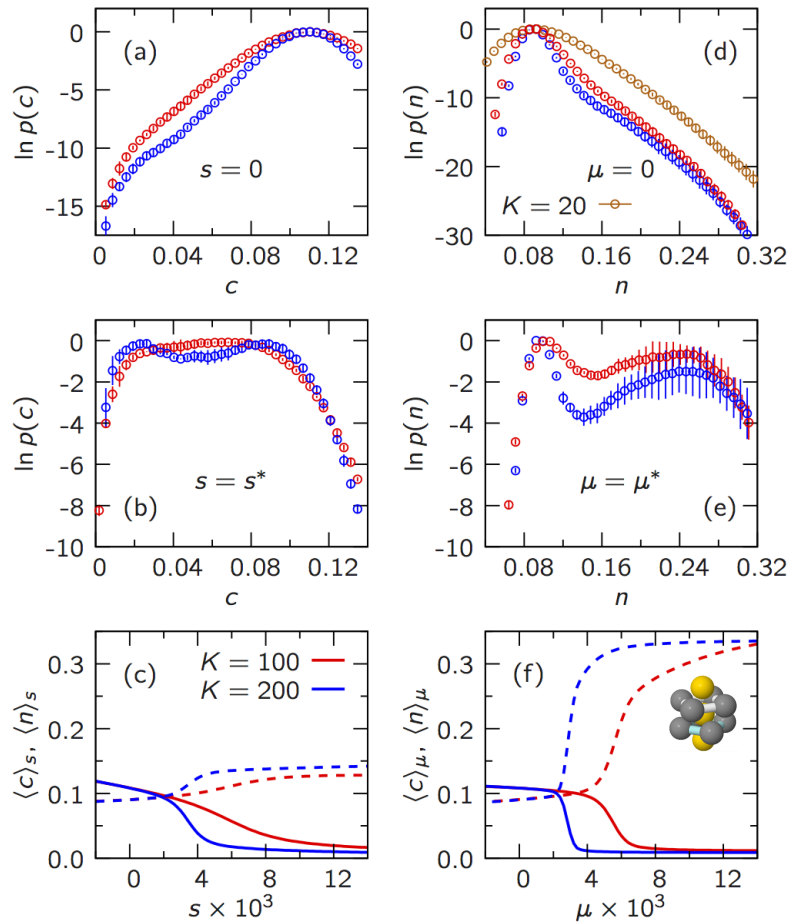 0
-5
-10
-15
ln p(c)
(a)
s = 0
0 0.04 0.08 0.12
c
0
-10
-20
-30
ln p(n)
(d)
μ = 0
K = 20
0.08 0.16 0.24 0.32
n
0
-2
-4
-6
-8
-10
ln p(c)
(b)
s = s*
0 0.04 0.08 0.12
c
0
-2
-4
-6
-8
-10
ln p(n)
(e)
μ = μ*
0.08 0.16 0.24 0.32
n
0.3
0.2
0.1
0.0
⟨c⟩s, ⟨n⟩s
(c)
K = 100
K = 200
0 4 8 12
s × 10³
0.3
0.2
0.1
0.0
⟨c⟩μ, ⟨n⟩μ
(f)
0 4 8 12
μ × 10³